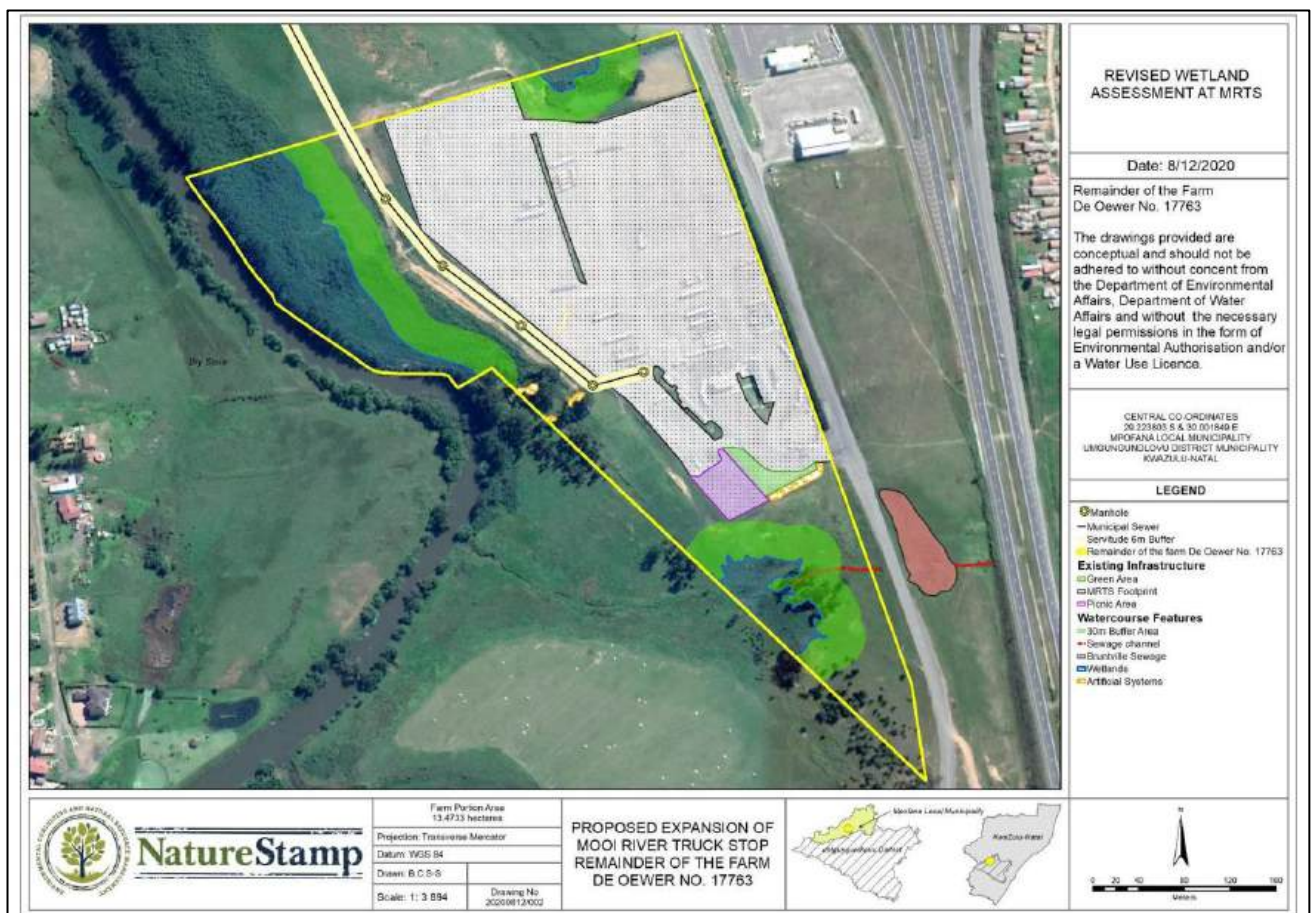 REVISED WETLAND
ASSESSMENT AT MRTS
Date: 8/12/2020
Remainder of the Farm
De Oewer No. 17763
The drawings provided are
conceptual and should not be
adhered to without concent from
the Department of Environmental
Affairs, Department of Water
Affairs and without the necessary
legal permissions in the form of
Environmental Authorisation and/or
a Water Use Licence.
CENTRAL CO-ORDINATES
29.223803 S & 30.001849 E
MPOFANA LOCAL MUNICIPALITY
UMGUNGUNDLOVU DISTRICT MUNICIPALITY
KWAZULU-NATAL
LEGEND
Manhole
Municipal Sewer
Servitude 6m Buffer
Remainder of the farm De Oewer No. 17763
Existing Infrastructure
Green Area
MRTS Footprint
Picnic Area
Watercourse Features
30m Buffer Area
Sewage channel
Bruntville Sewage
Wetlands
Artificial Systems
NatureStamp
Farm Portion Area
13.4733 hectares
Projection: Transverse Mercator
Datum: WGS 84
Drawn: B.C.S-S
Scale: 1: 3 894
Drawing No
20200812/002
PROPOSED EXPANSION OF
MOOI RIVER TRUCK STOP
REMAINDER OF THE FARM
DE OEWER NO. 17763
Local Municipality
District
KwaZulu-Natal
N
0 20 40 80 120 160
Meters